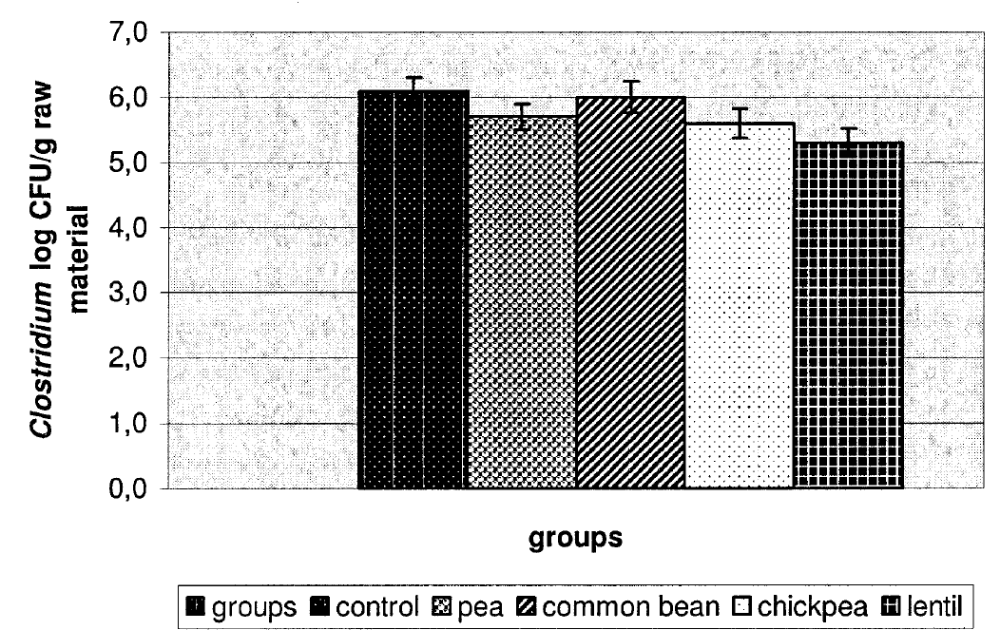 Clostridium log CFU/g raw
material
7,0
6,0
5,0
4,0
3,0
2,0
1,0
0,0
groups
groups control pea common bean chickpea lentil